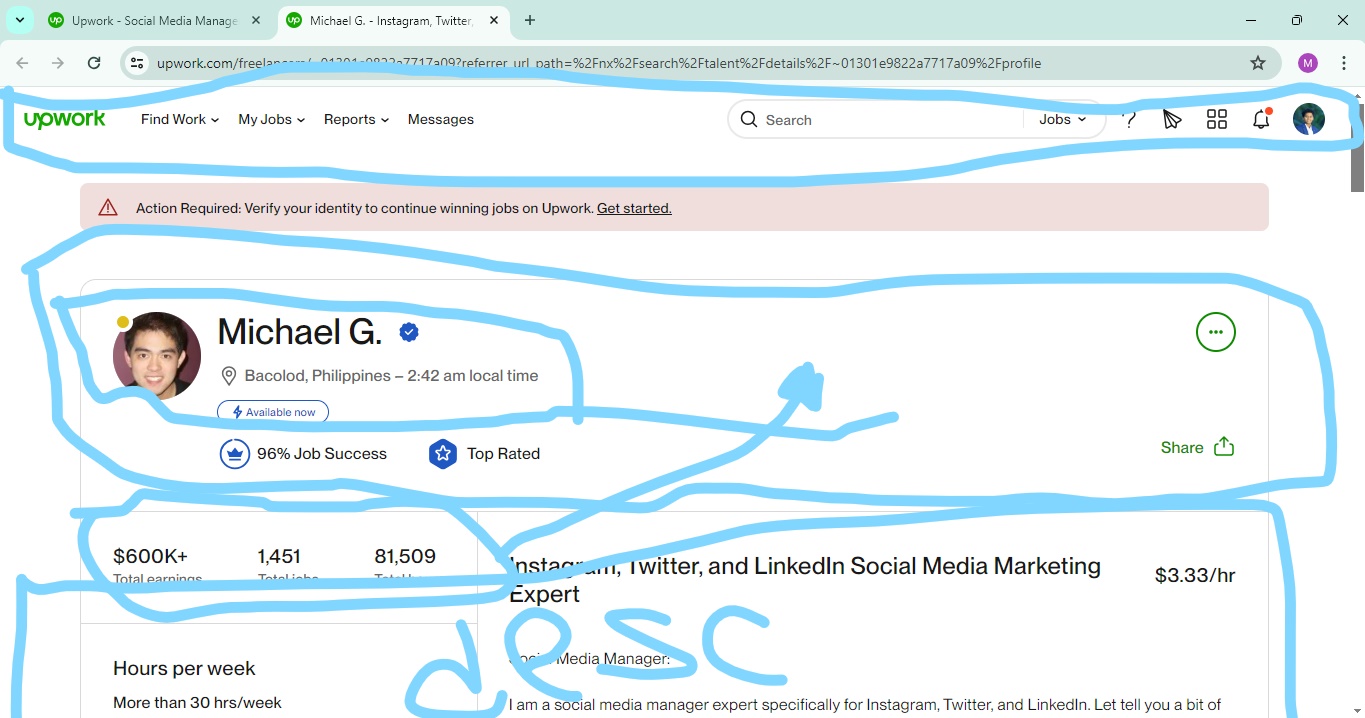 Upwork - Social Media Manage
Michael G. - Instagram, Twitter,
upwork.com/freelancers/~01301e9822a7717a09?referrer_url_path=%2Fnx%2Fsearch%2Ftalent%2Fdetails%2F~01301e9822a7717a09%2Fprofile
M
upwork Find Work My Jobs Reports Messages Search Jobs ?
Action Required: Verify your identity to continue winning jobs on Upwork. Get started.
Michael G.
Bacolod, Philippines – 2:42 am local time
Available now
96% Job Success Top Rated
Share
$600K+ 1,451 81,509
Total earnings Total jobs Total
Instagram, Twitter, and LinkedIn Social Media Marketing
Expert
$3.33/hr
desc
Social Media Manager:
Hours per week
More than 30 hrs/week
I am a social media manager expert specifically for Instagram, Twitter, and LinkedIn. Let tell you a bit of